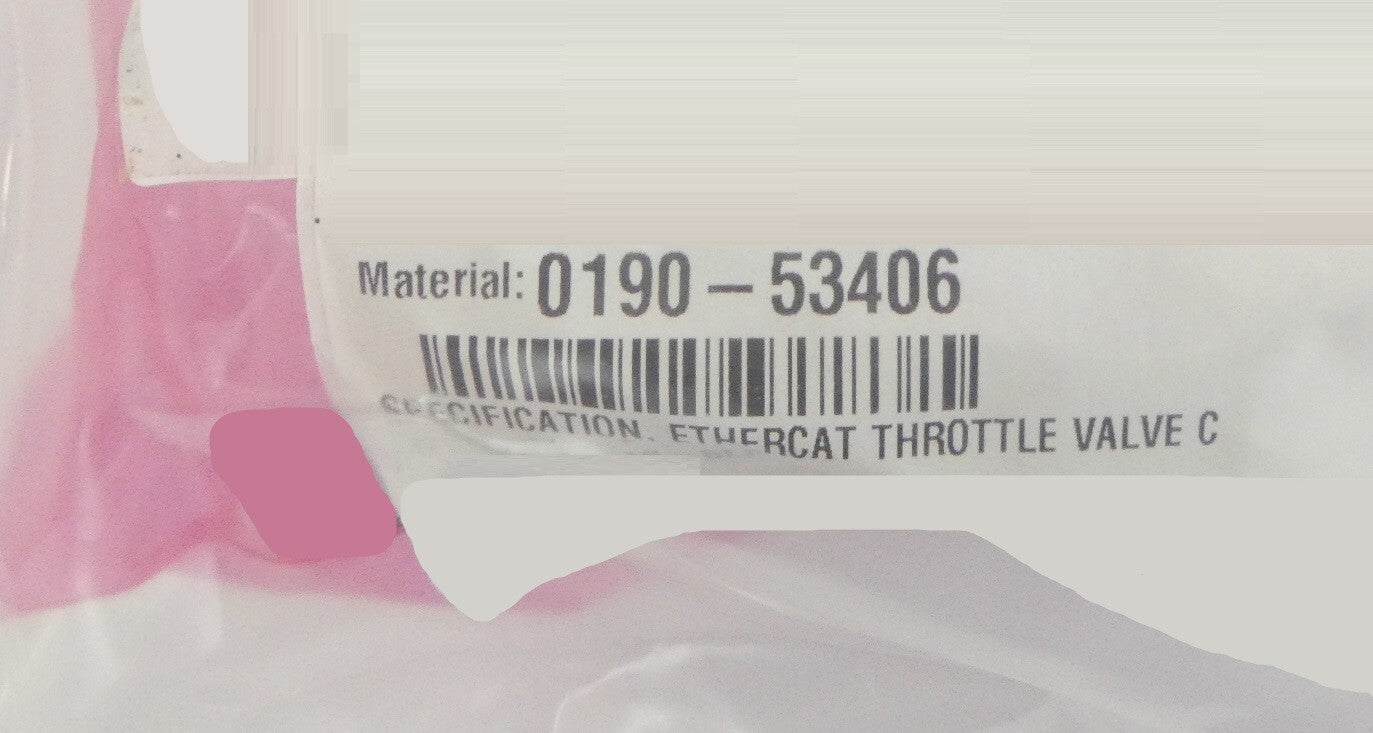 Material: 0190-53406
SPECIFICATION, ETHERCAT THROTTLE VALVE C